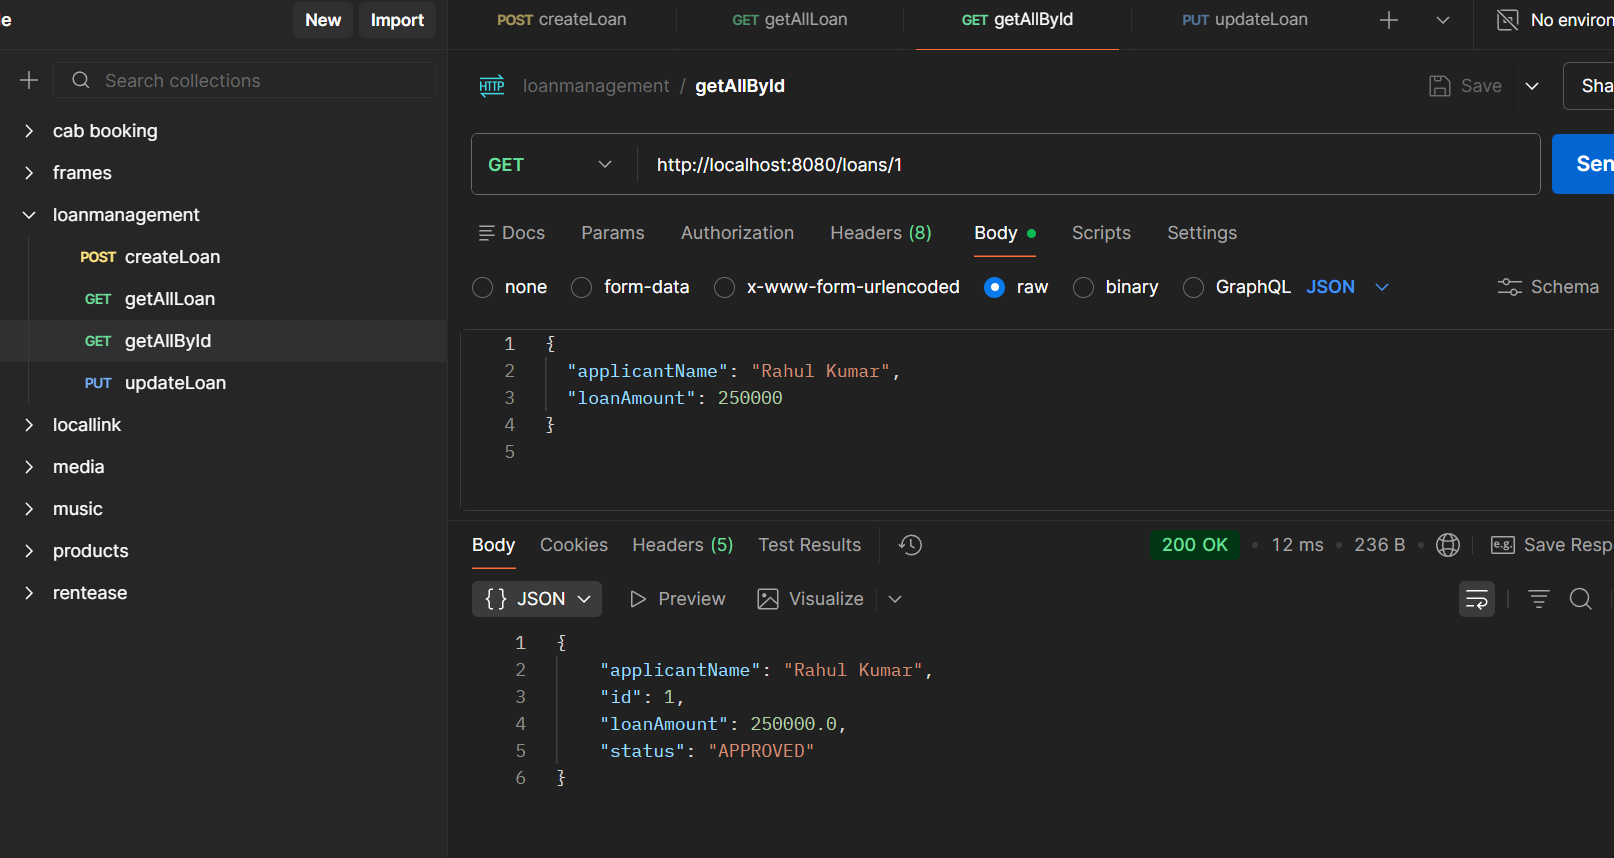 e
New
Import
POST createLoan
GET getAllLoan
GET getAllById
PUT updateLoan
No environ
Search collections
HTTP loanmanagement / getAllById
Save
Sha
cab booking
frames
loanmanagement
POST createLoan
GET getAllLoan
GET getAllById
PUT updateLoan
locallink
media
music
products
rentease
GET http://localhost:8080/loans/1
Sen
Docs Params Authorization Headers (8) Body Scripts Settings
none form-data x-www-form-urlencoded raw binary GraphQL JSON Schema
1 {
2 "applicantName": "Rahul Kumar",
3 "loanAmount": 250000
4 }
5
Body Cookies Headers (5) Test Results 200 OK • 12 ms • 236 B • e.g. Save Resp
{} JSON Preview Visualize
1 {
2 "applicantName": "Rahul Kumar",
3 "id": 1,
4 "loanAmount": 250000.0,
5 "status": "APPROVED"
6 }